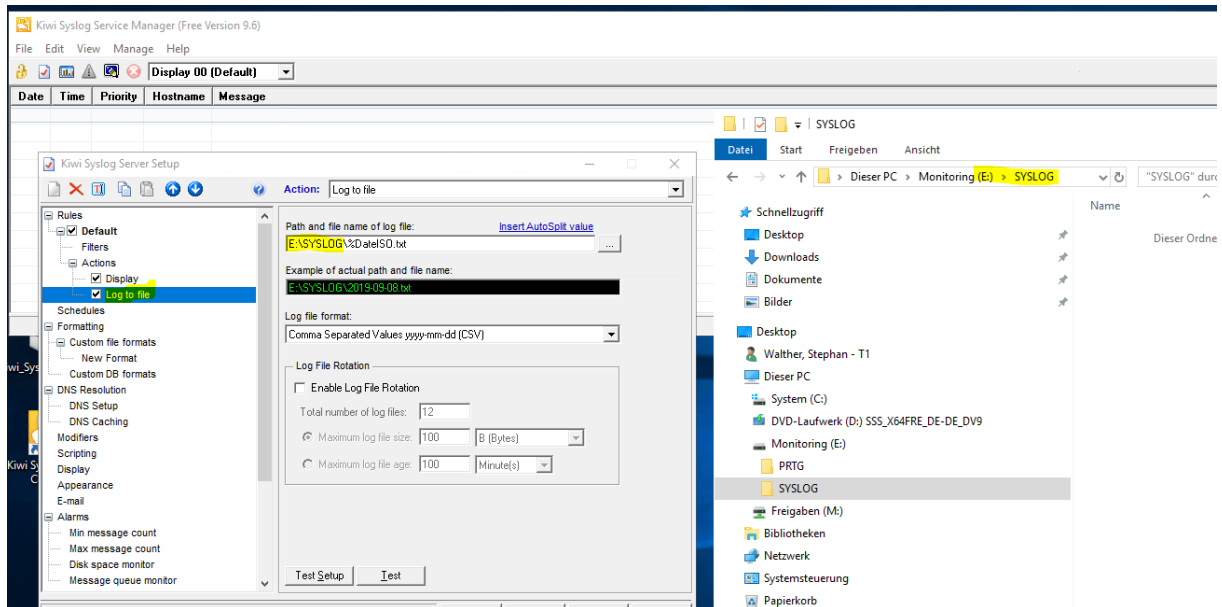 Kiwi Syslog Service Manager (Free Version 9.6)
File Edit View Manage Help
Display 00 (Default)
Date Time Priority Hostname Message
Kiwi Syslog Server Setup
Action: Log to file
Rules
Default
Filters
Actions
Display
Log to file
Schedules
Formatting
Custom file formats
New Format
Custom DB formats
DNS Resolution
DNS Setup
DNS Caching
Modifiers
Scripting
Display
Appearance
E-mail
Alarms
Min message count
Max message count
Disk space monitor
Message queue monitor
Path and file name of log file: Insert AutoSplit value
E:\SYSLOG\%DateISO.txt
...
Example of actual path and file name:
E:\SYSLOG\2019-09-08.txt
Log file format:
Comma Separated Values yyyy-mm-dd (CSV)
Log File Rotation
Enable Log File Rotation
Total number of log files: 12
Maximum log file size: 100 B (Bytes)
Maximum log file age: 100 Minute(s)
Test Setup Test
wi_Sys
Kiwi Sy
C
SYSLOG
Datei Start Freigeben Ansicht
Dieser PC > Monitoring (E:) > SYSLOG
"SYSLOG" durc
Name
Dieser Ordne
Schnellzugriff
Desktop
Downloads
Dokumente
Bilder
Desktop
Walther, Stephan - T1
Dieser PC
System (C:)
DVD-Laufwerk (D:) SSS_X64FRE_DE-DE_DV9
Monitoring (E:)
PRTG
SYSLOG
Freigaben (M:)
Bibliotheken
Netzwerk
Systemsteuerung
Papierkorb